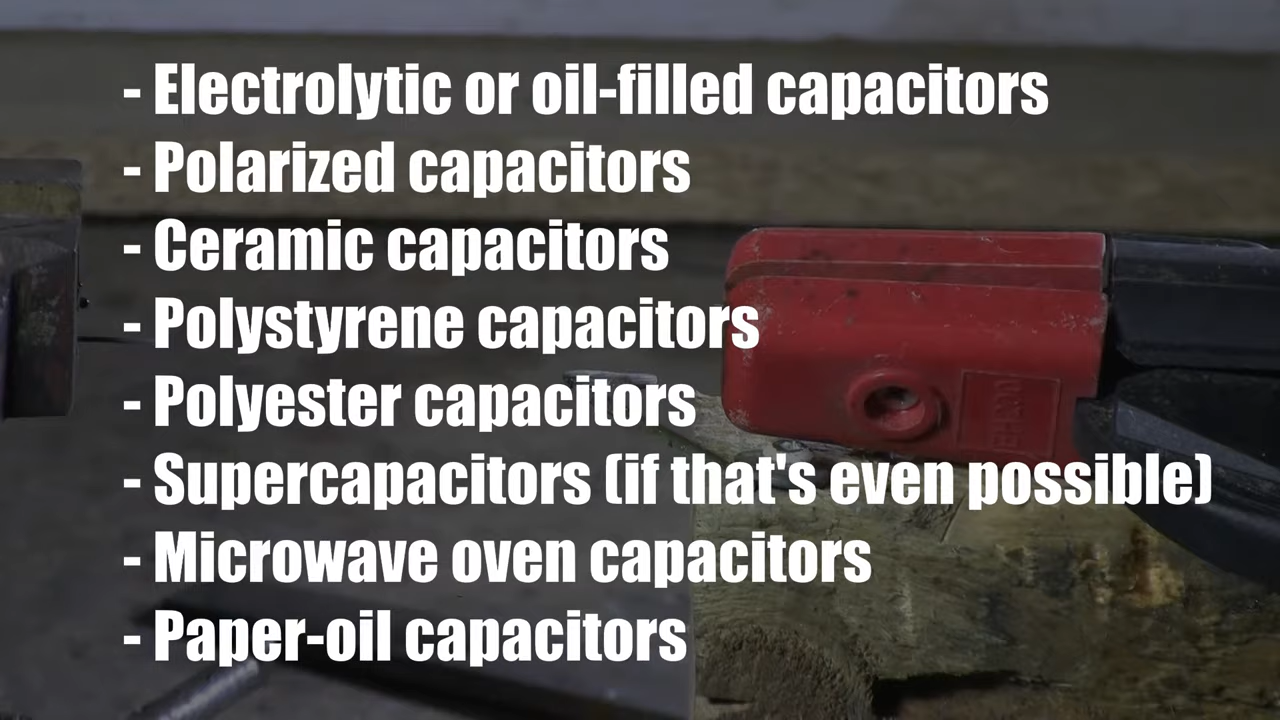 - Electrolytic or oil-filled capacitors
- Polarized capacitors
- Ceramic capacitors
- Polystyrene capacitors
- Polyester capacitors
- Supercapacitors (if that's even possible)
- Microwave oven capacitors
- Paper-oil capacitors